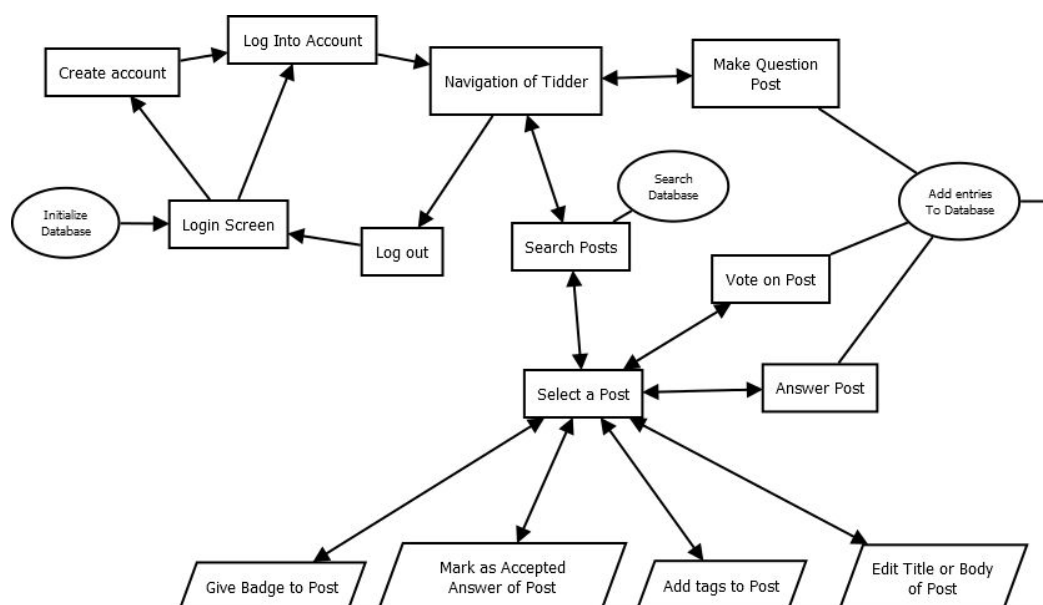 Log Into Account
Create account
Navigation of Tidder
Make Question
Post
Initialize
Database
Login Screen
Log out
Search
Database
Search Posts
Add entries
To Database
Vote on Post
Select a Post
Answer Post
Give Badge to Post
Mark as Accepted
Answer of Post
Add tags to Post
Edit Title or Body
of Post